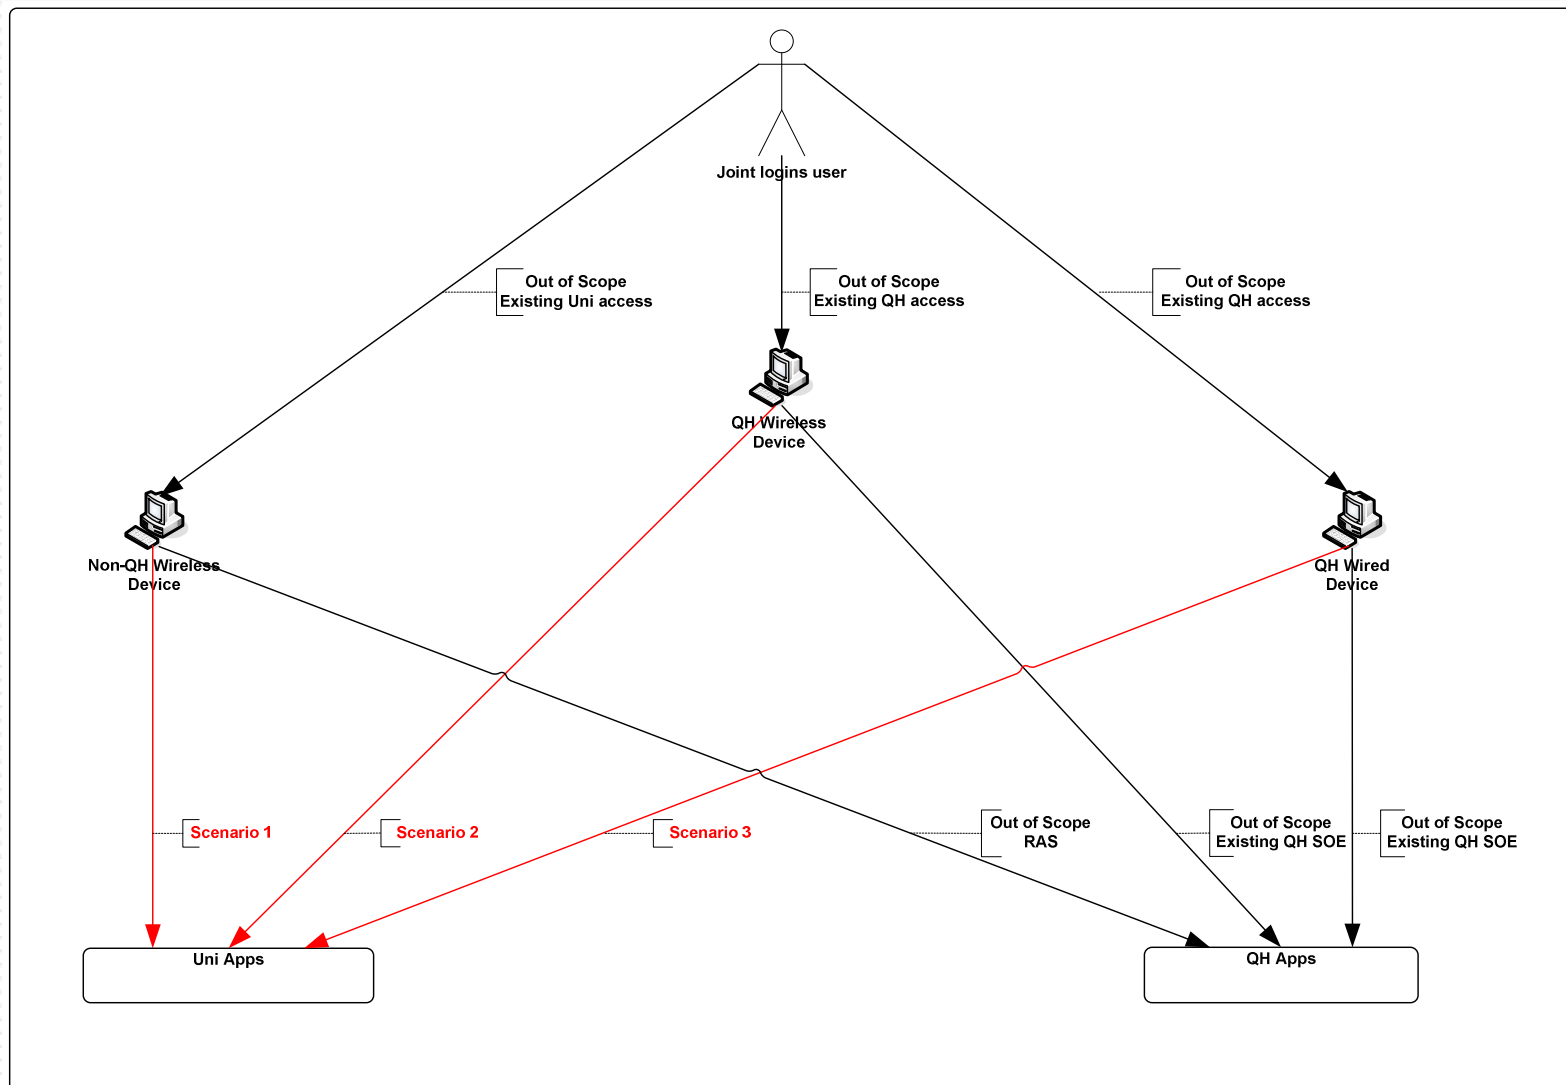 Joint logins user
Out of Scope
Existing Uni access
Out of Scope
Existing QH access
Out of Scope
Existing QH access
QH Wireless
Device
Non-QH Wireless
Device
QH Wired
Device
Scenario 1
Scenario 2
Scenario 3
Out of Scope
RAS
Out of Scope
Existing QH SOE
Out of Scope
Existing QH SOE
Uni Apps
QH Apps